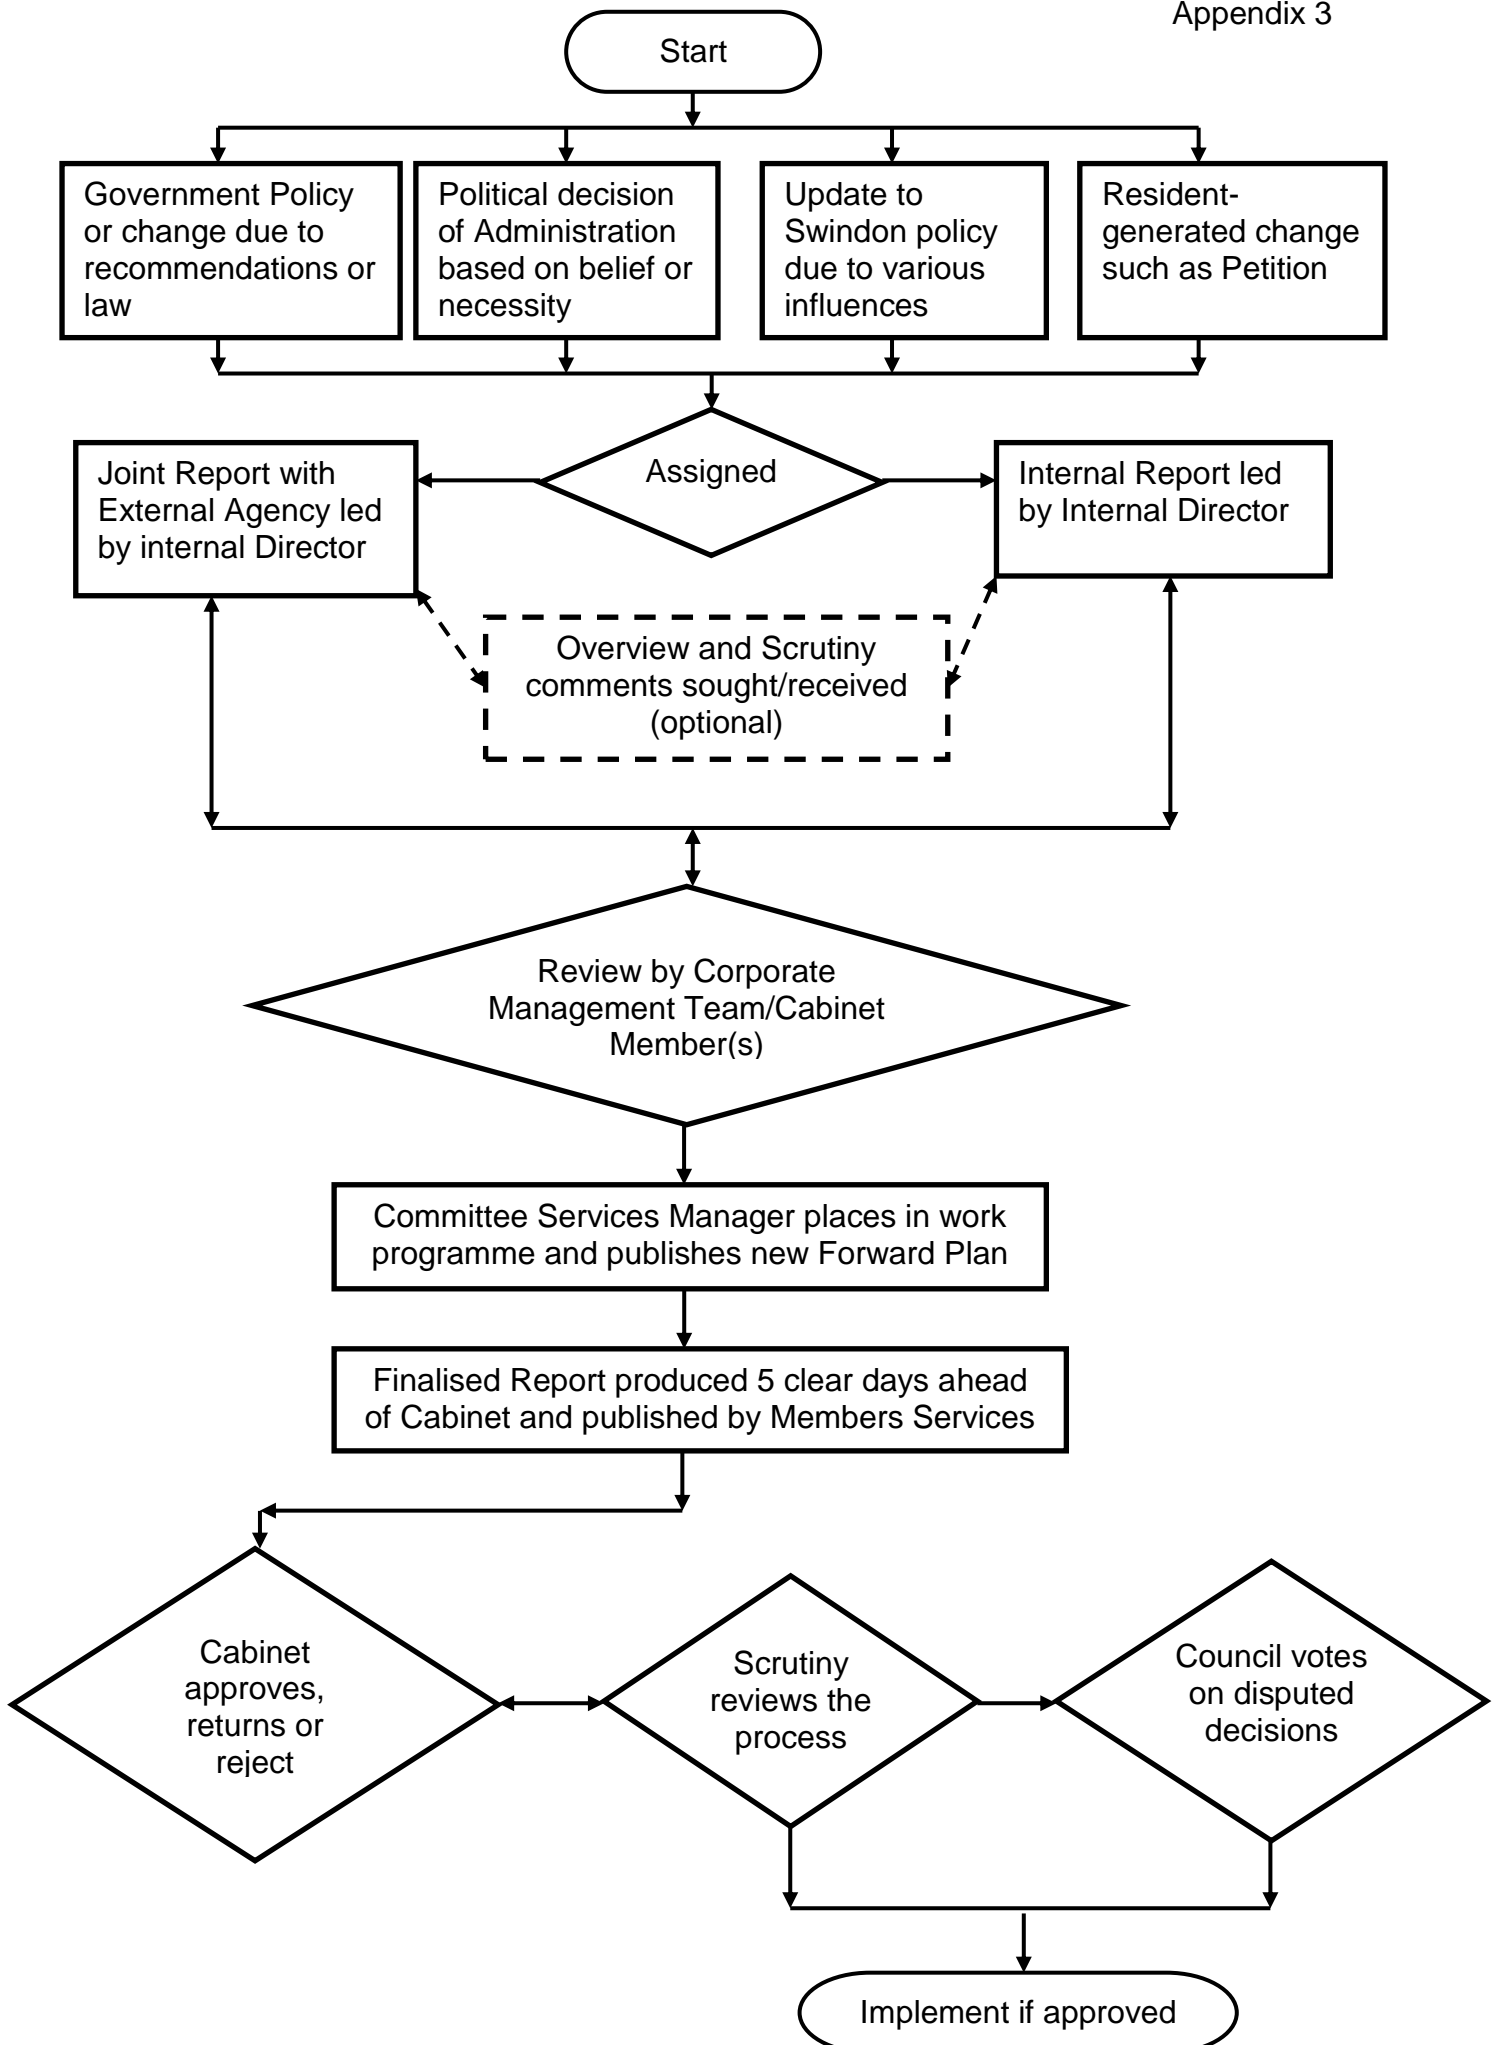 Appendix 3
Start
Government Policy
or change due to
recommendations or
law
Political decision
of Administration
based on belief or
necessity
Update to
Swindon policy
due to various
influences
Resident-
generated change
such as Petition
Assigned
Joint Report with
External Agency led
by internal Director
Internal Report led
by Internal Director
Overview and Scrutiny
comments sought/received
(optional)
Review by Corporate
Management Team/Cabinet
Member(s)
Committee Services Manager places in work
programme and publishes new Forward Plan
Finalised Report produced 5 clear days ahead
of Cabinet and published by Members Services
Cabinet
approves,
returns or
reject
Scrutiny
reviews the
process
Council votes
on disputed
decisions
Implement if approved